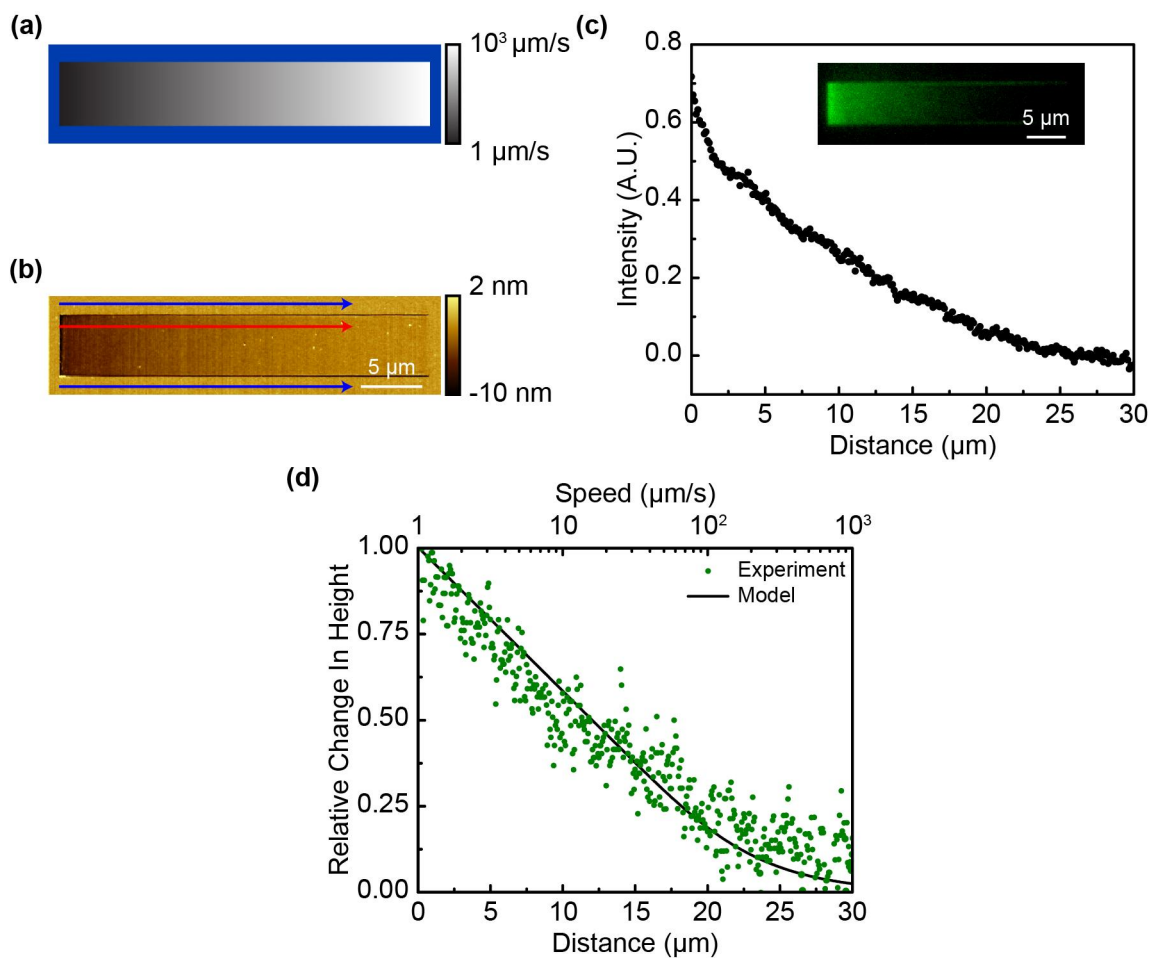 (a)
10³ µm/s
1 µm/s
(b)
2 nm
5 µm
-10 nm
(c)
0.8
0.6
0.4
0.2
0.0
Intensity (A.U.)
5 µm
0 5 10 15 20 25 30
Distance (µm)
(d)
Speed (µm/s)
1 10 10² 10³
1.00
0.75
0.50
0.25
0.00
Relative Change In Height
Experiment
Model
0 5 10 15 20 25 30
Distance (µm)